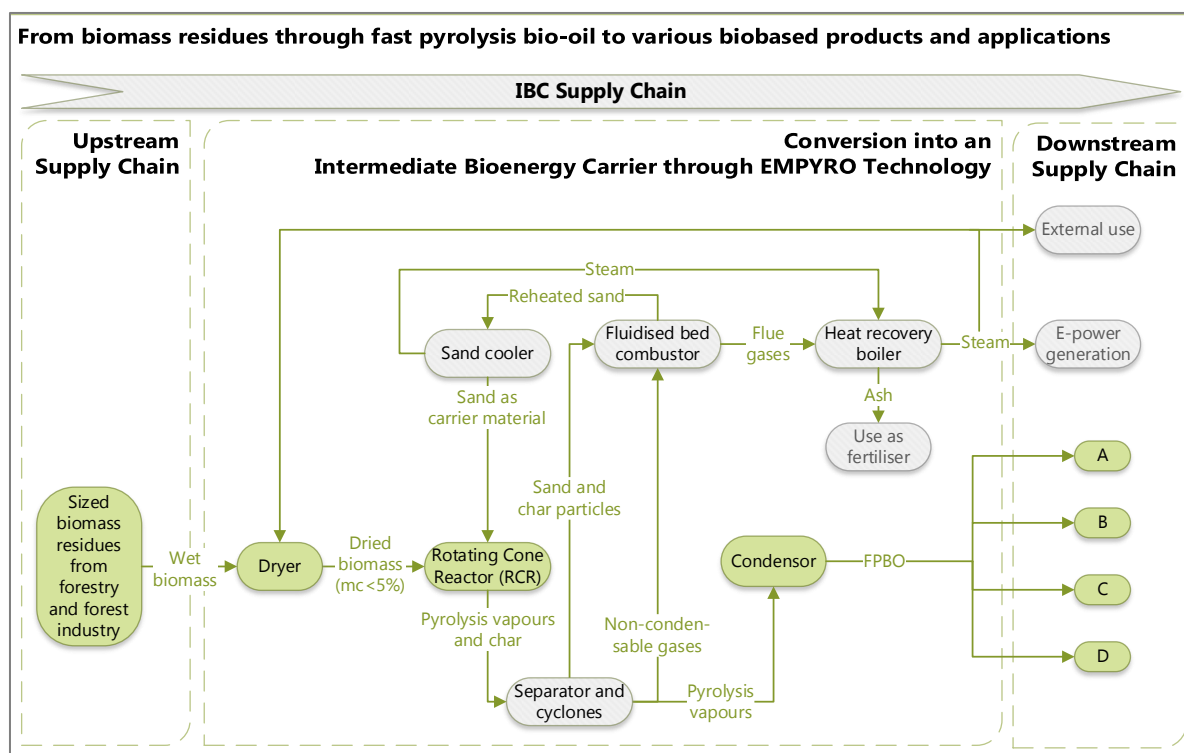 From biomass residues through fast pyrolysis bio-oil to various biobased products and applications
IBC Supply Chain
Upstream
Supply Chain
Conversion into an
Intermediate Bioenergy Carrier through EMPYRO Technology
Downstream
Supply Chain
External use
Steam
Reheated sand
Sand cooler
Fluidised bed
combustor
Flue
gases
Heat recovery
boiler
Steam
E-power
generation
Sand as
carrier material
Ash
Use as
fertiliser
A
Sized
biomass
residues
from
forestry
and forest
industry
Wet
biomass
Dryer
Dried
biomass
(mc<5%)
Rotating Cone
Reactor (RCR)
Sand and
char particles
Condensor
FPBO
B
C
D
Pyrolysis vapours
and char
Non-conden-
sable gases
Separator and
cyclones
Pyrolysis
vapours